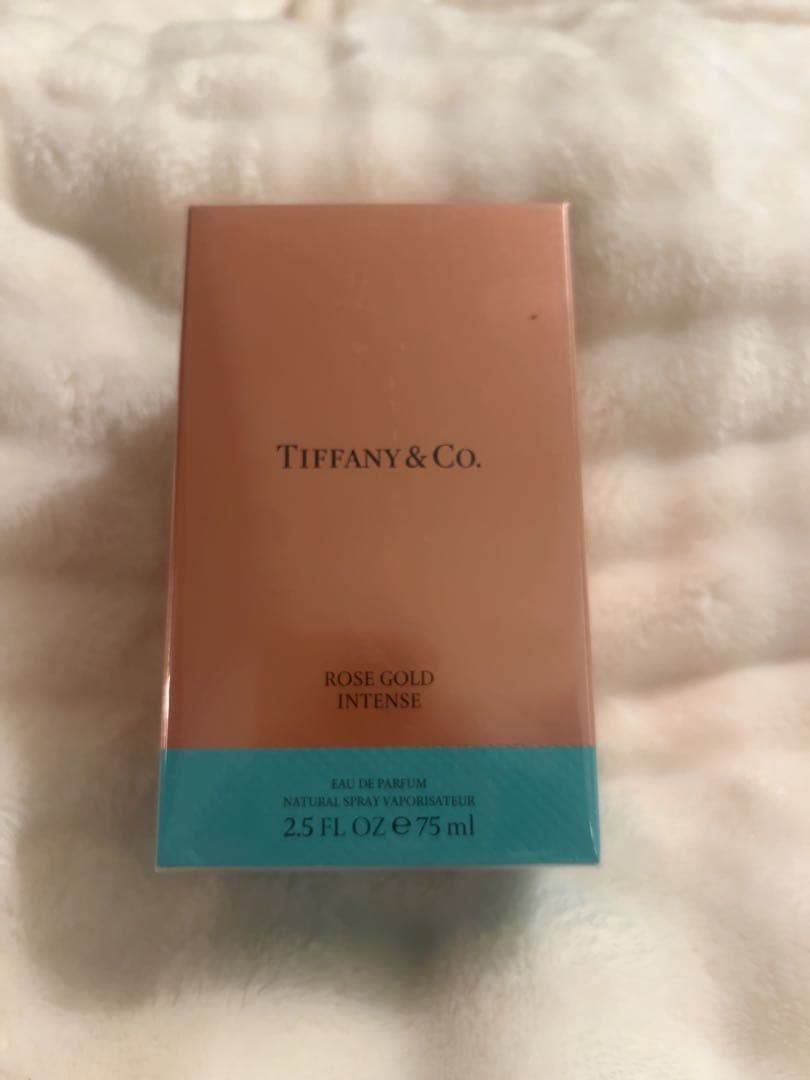 TIFFANY & CO.
ROSE GOLD
INTENSE
EAU DE PARFUM
NATURAL SPRAY VAPORISATEUR
2.5 FL OZ ℮ 75 ml